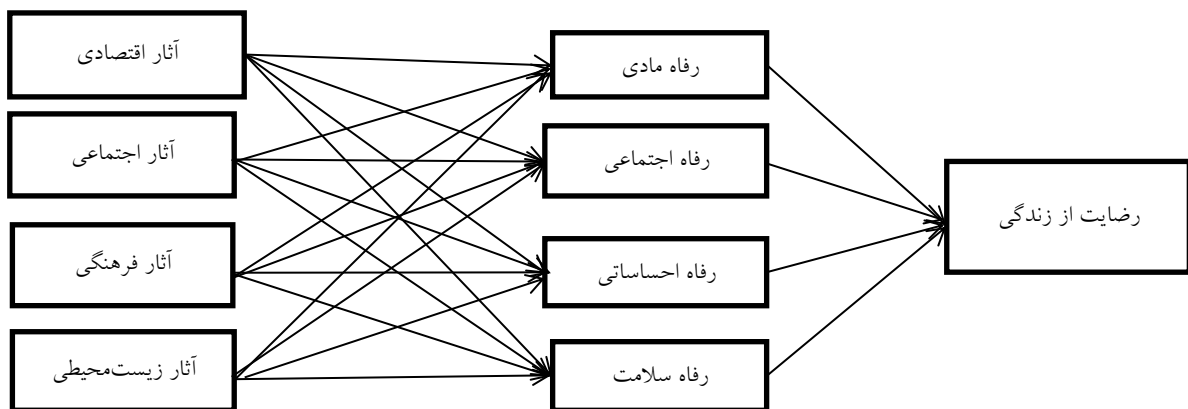 آثار اقتصادی
آثار اجتماعی
آثار فرهنگی
آثار زیست‌محیطی
رفاه مادی
رفاه اجتماعی
رفاه احساساتی
رفاه سلامت
رضایت از زندگی